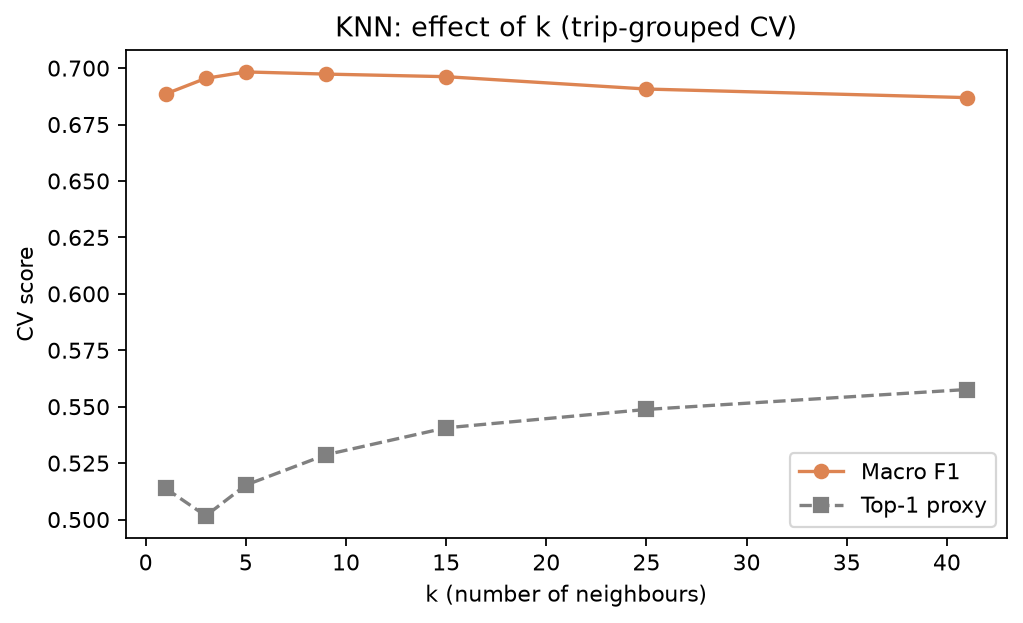 KNN: effect of k (trip-grouped CV)
0.700
0.675
0.650
0.625
0.600
0.575
0.550
0.525
0.500
CV score
Macro F1
Top-1 proxy
0 5 10 15 20 25 30 35 40
k (number of neighbours)